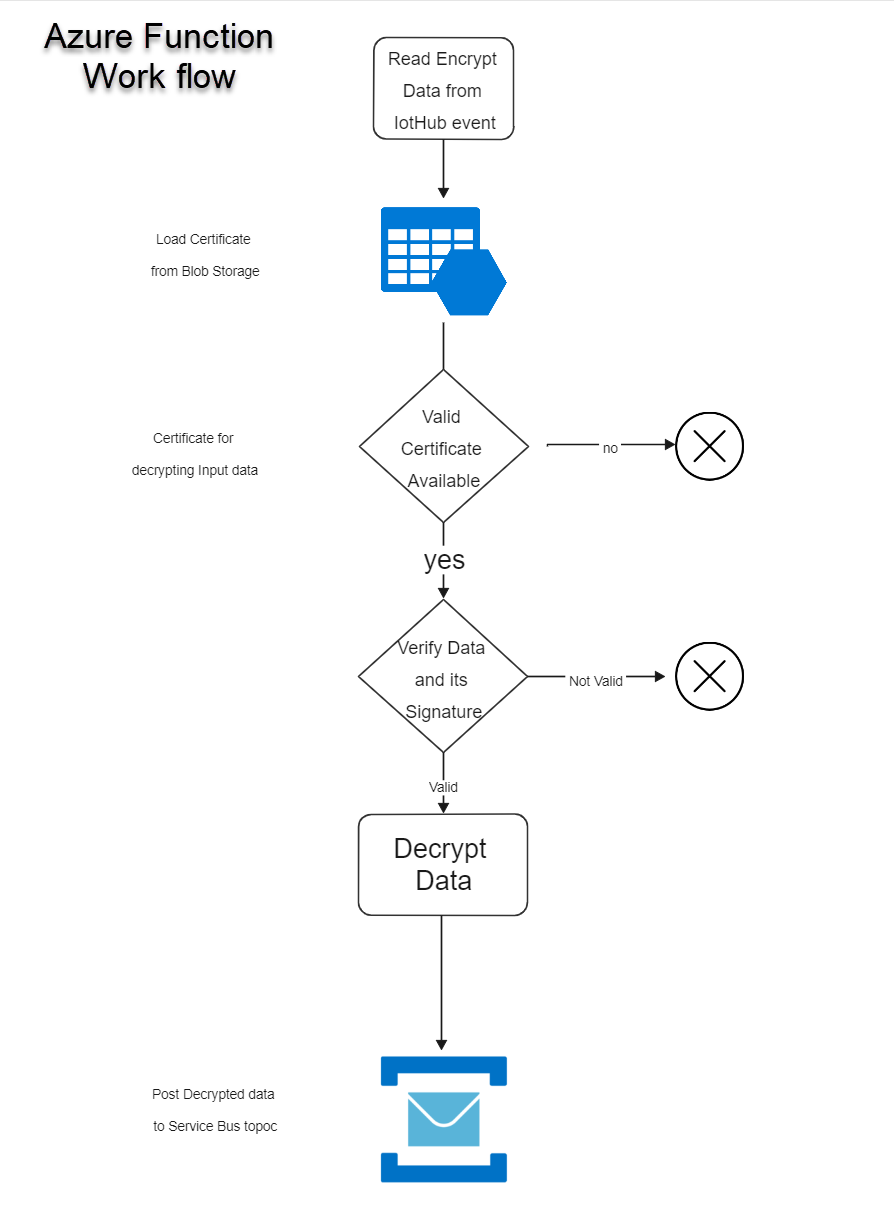 Azure Function
Work flow
Read Encrypt
Data from
IotHub event
Load Certificate
from Blob Storage
Valid
Certificate
Available
no
Certificate for
decrypting Input data
yes
Verify Data
and its
Signature
Not Valid
Valid
Decrypt
Data
Post Decrypted data
to Service Bus topoc